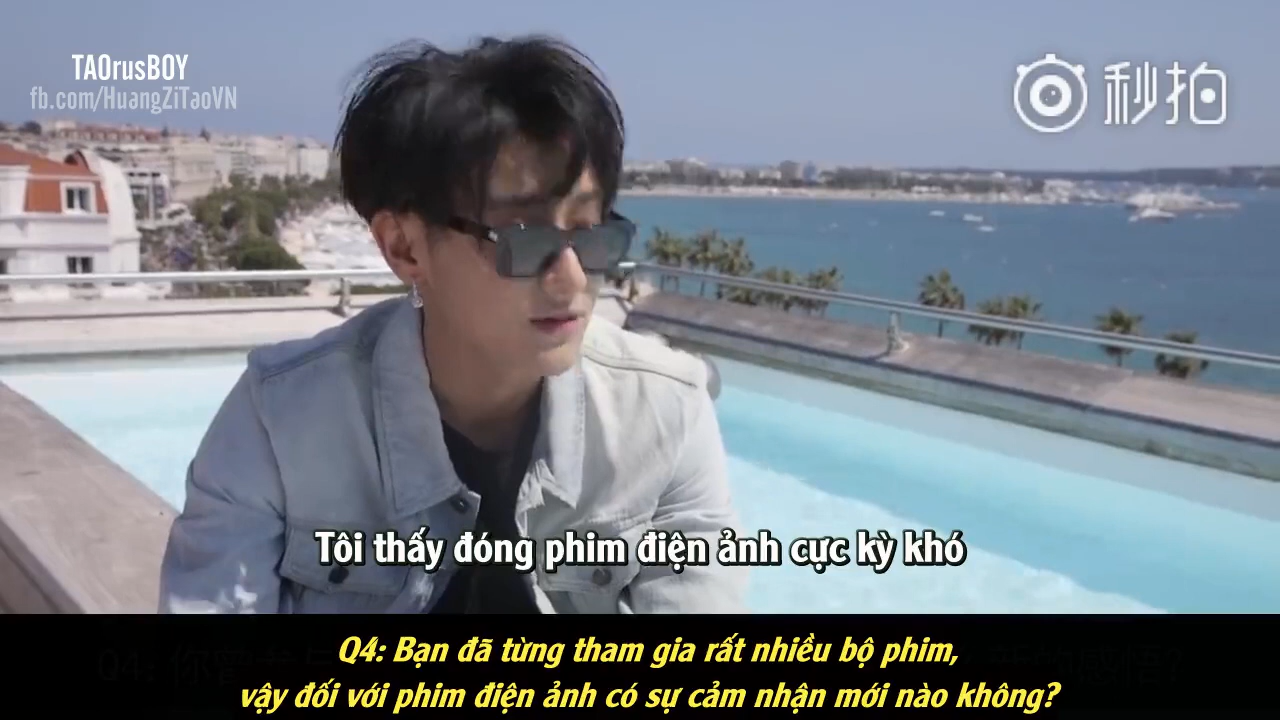 TAOrusBOY
fb.com/HuangZiTaoVN
秒拍
Tôi thấy đóng phim điện ảnh cực kỳ khó
Q4: Bạn đã từng tham gia rất nhiều bộ phim,
vậy đối với phim điện ảnh có sự cảm nhận mới nào không?